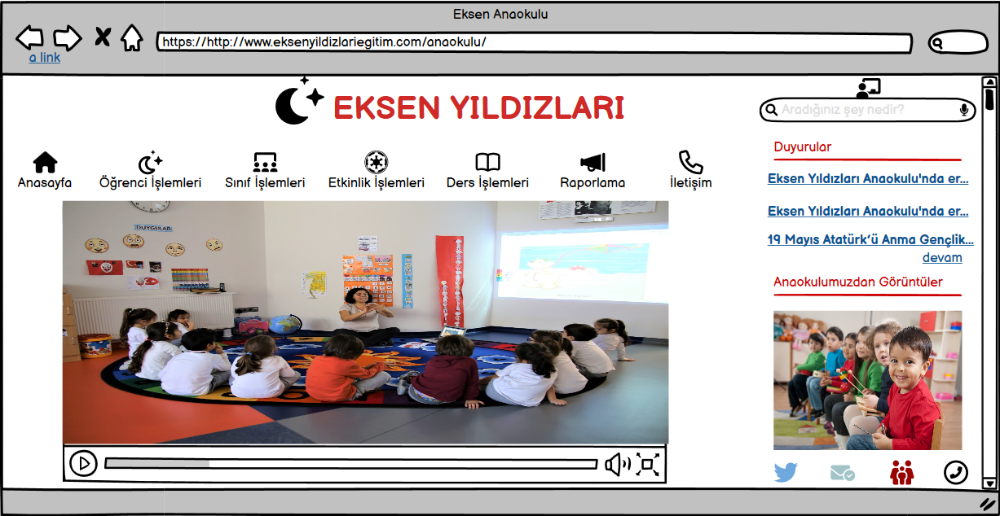 Eksen Anaokulu
https://http://www.eksenyildizlariegitim.com/anaokulu/
a link
EKSEN YILDIZLARI
Aradığınız şey nedir?
Anasayfa
Öğrenci İşlemleri
Sınıf İşlemleri
Etkinlik İşlemleri
Ders İşlemleri
Raporlama
İletişim
DUYGULAR
Duyurular
Eksen Yıldızları Anaokulu'nda er...
Eksen Yıldızları Anaokulu'nda er...
19 Mayıs Atatürk’ü Anma Gençlik...
devam
Anaokulumuzdan Görüntüler